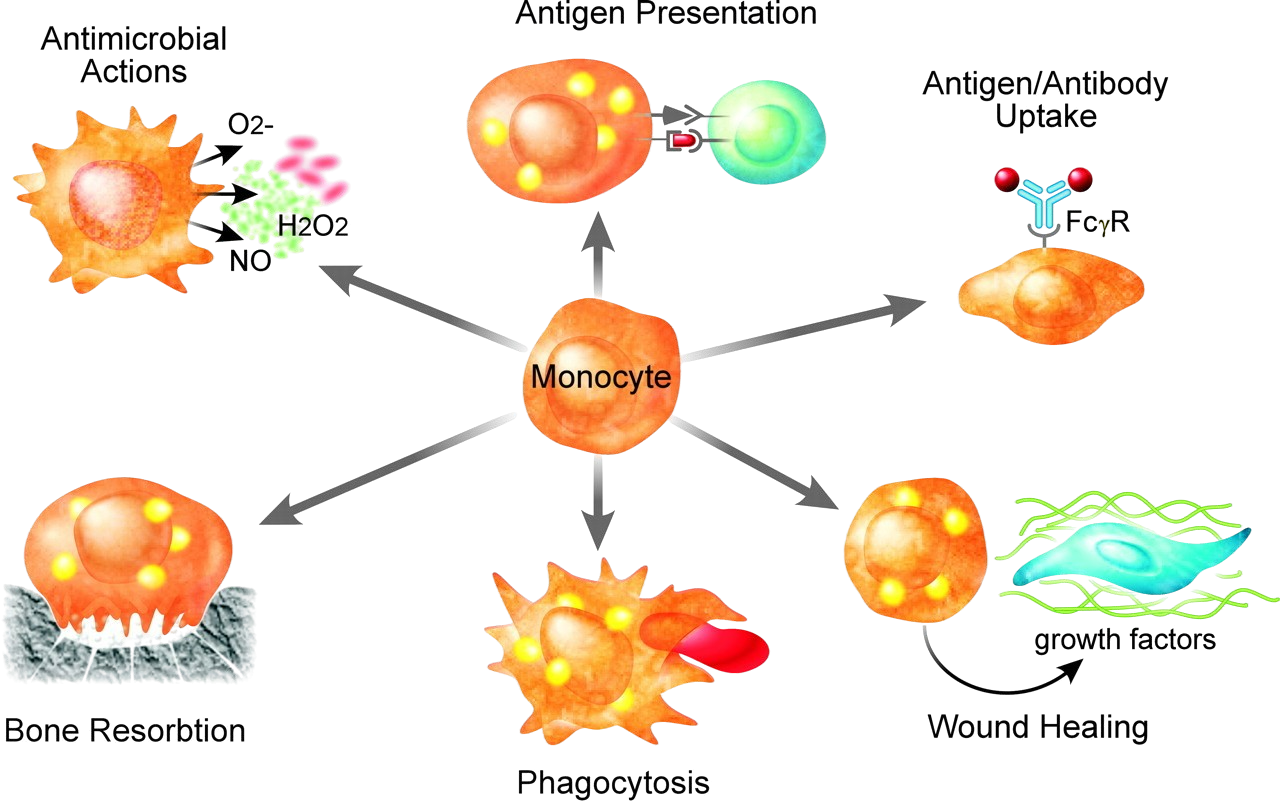 Antigen Presentation
Antimicrobial
Actions
O2-
H2O2
NO
Antigen/Antibody
Uptake
FcγR
Monocyte
growth factors
Wound Healing
Bone Resorbtion
Phagocytosis